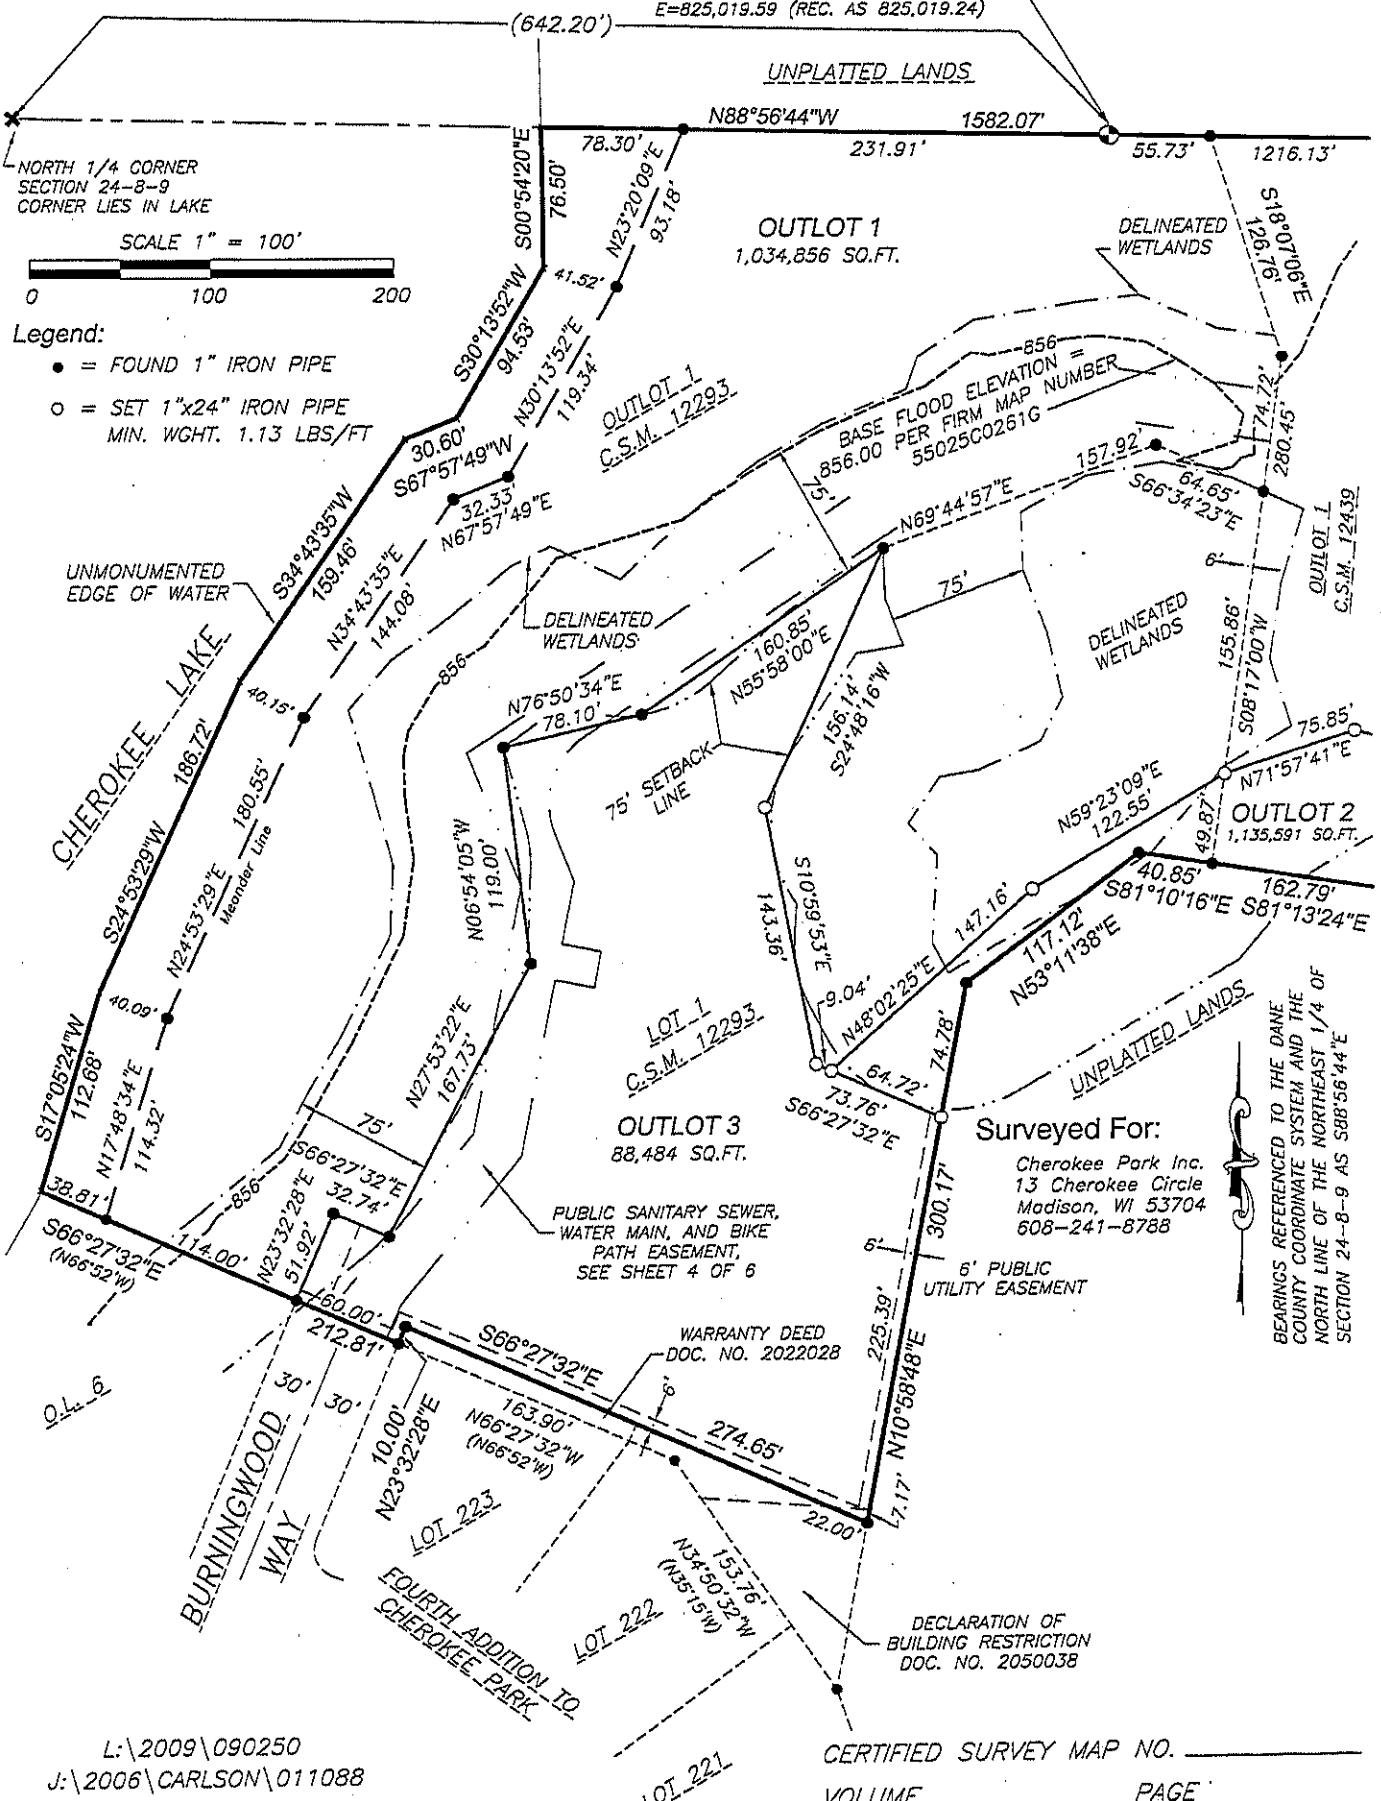 E=825,019.59 (REC. AS 825,019.24)
(642.20')
UNPLATTED LANDS
N88°56'44"W
1582.07'
78.30'
231.91'
55.73'
1216.13'
NORTH 1/4 CORNER
SECTION 24-8-9
CORNER LIES IN LAKE
S00°54'20"E
76.50'
N23°20'09"E
93.18'
OUTLOT 1
1,034,856 SQ.FT.
DELINEATED
WETLANDS
S18°07'06"E
126.76'
SCALE 1" = 100'
0
100
200
Legend:
● = FOUND 1" IRON PIPE
○ = SET 1"x24" IRON PIPE
MIN. WGHT. 1.13 LBS/FT
41.52'
S30°13'52"W
94.53'
N30°13'52"E
119.34'
OUTLOT 1
C.S.M. 12293
856
BASE FLOOD ELEVATION =
856.00 PER FIRM MAP NUMBER
55025C0261G
74.72'
280.45'
30.60'
S67°57'49"W
32.33'
N67°57'49"E
75'
157.92'
N69°44'57"E
64.65'
S66°34'23"E
OUTLOT 1
C.S.M. 12439
S34°43'35"W
159.46'
N34°43'35"E
144.08'
UNMONUMENTED
EDGE OF WATER
DELINEATED
WETLANDS
75'
6'
DELINEATED
WETLANDS
155.86'
S08°17'00"W
CHEROKEE LAKE
40.15'
856
N76°50'34"E
78.10'
160.85'
N55°58'00"E
156.14'
S24°48'16"W
75.85'
N71°57'41"E
186.72'
S24°53'29"W
180.55'
N24°53'29"E
Meander Line
75' SETBACK
LINE
N59°23'09"E
122.55'
49.87'
OUTLOT 2
1,135,591 SQ.FT.
N06°54'05"W
119.00'
S10°59'53"E
143.36'
147.16'
N48°02'25"E
40.85'
S81°10'16"E
162.79'
S81°13'24"E
117.12'
N53°11'38"E
40.09'
S17°05'24"W
112.68'
N17°48'34"E
114.32'
N27°53'22"E
167.73'
LOT 1
C.S.M. 12293
9.04'
74.78'
UNPLATTED LANDS
64.72'
73.76'
S66°27'32"E
OUTLOT 3
88,484 SQ.FT.
75'
S66°27'32"E
32.74'
Surveyed For:
Cherokee Park Inc.
13 Cherokee Circle
Madison, WI 53704
608-241-8788
BEARINGS REFERENCED TO THE DANE
COUNTY COORDINATE SYSTEM AND THE
NORTH LINE OF THE NORTHEAST 1/4 OF
SECTION 24-8-9 AS S88°56'44"E
38.81'
S66°27'32"E
(N66°52'W)
114.00'
856
N23°32'28"E
51.92'
PUBLIC SANITARY SEWER,
WATER MAIN, AND BIKE
PATH EASEMENT,
SEE SHEET 4 OF 6
300.17'
6'
6' PUBLIC
UTILITY EASEMENT
225.39'
N10°58'48"E
60.00'
212.81'
S66°27'32"E
WARRANTY DEED
DOC. NO. 2022028
O.L. 6
30'
30'
10.00'
N23°32'28"E
163.90'
N66°27'32"W
(N66°52'W)
6'
274.65'
22.00'
7.17'
BURNINGWOOD
WAY
LOT 223
FOURTH ADDITION TO
CHEROKEE PARK
LOT 222
153.76'
N34°50'32"W
(N35°15'W)
DECLARATION OF
BUILDING RESTRICTION
DOC. NO. 2050038
LOT 221
L:\2009\090250
J:\2006\CARLSON\011088
CERTIFIED SURVEY MAP NO.
VOLUME PAGE